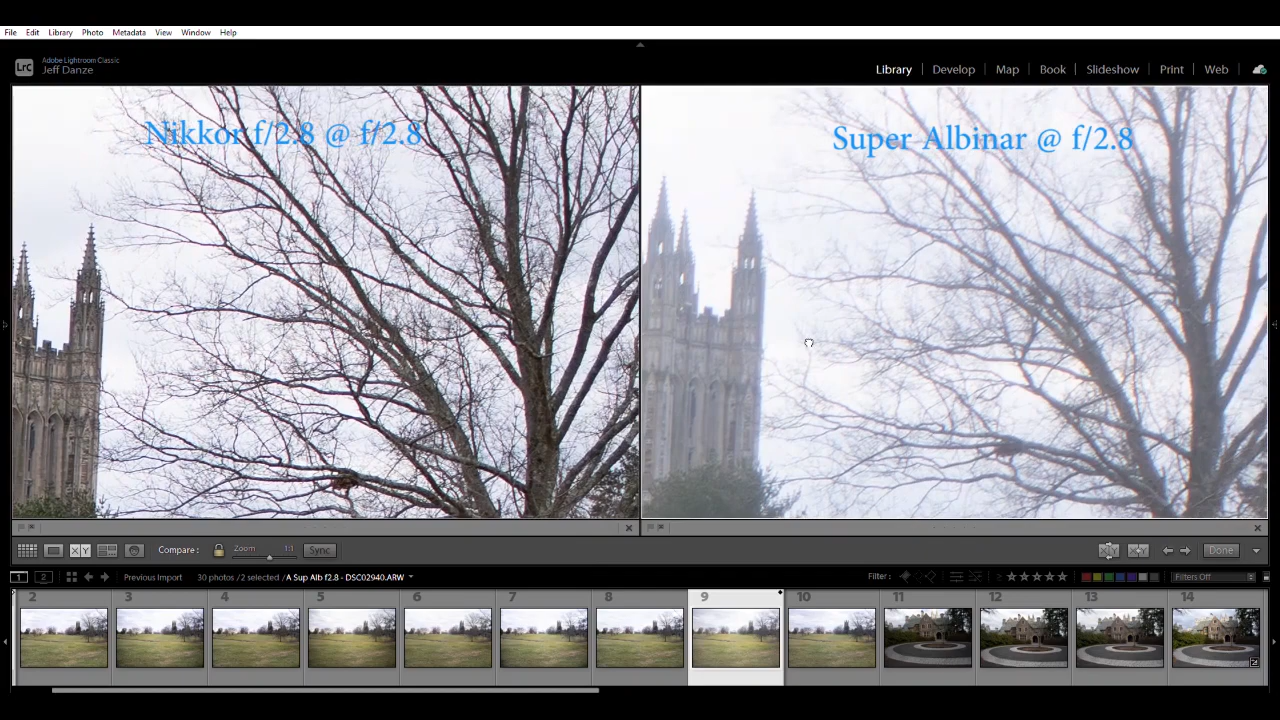 File Edit Library Photo Metadata View Window Help
Lrc
Adobe Lightroom Classic
Jeff Danze
Library Develop Map Book Slideshow Print Web
Nikkor f/2.8 @ f/2.8
Super Albinar @ f/2.8
Compare : Zoom 1:1 Sync
Done
1 2 Previous Import 30 photos / 2 selected / A Sup Alb f2.8 - DSC02940.ARW
Filter : Filters Off
2 3 4 5 6 7 8 9 10 11 12 13 14